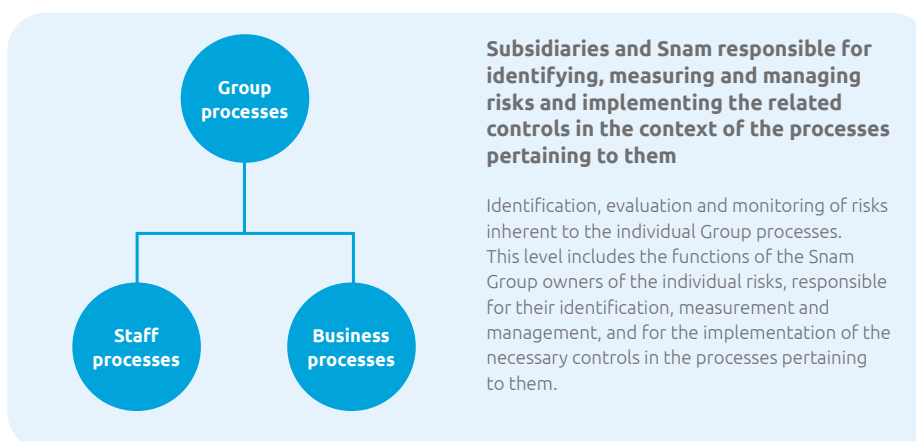 Group
processes
Staff
processes
Business
processes
Subsidiaries and Snam responsible for
identifying, measuring and managing
risks and implementing the related
controls in the context of the processes
pertaining to them
Identification, evaluation and monitoring of risks
inherent to the individual Group processes.
This level includes the functions of the Snam
Group owners of the individual risks, responsible
for their identification, measurement and
management, and for the implementation of the
necessary controls in the processes pertaining
to them.